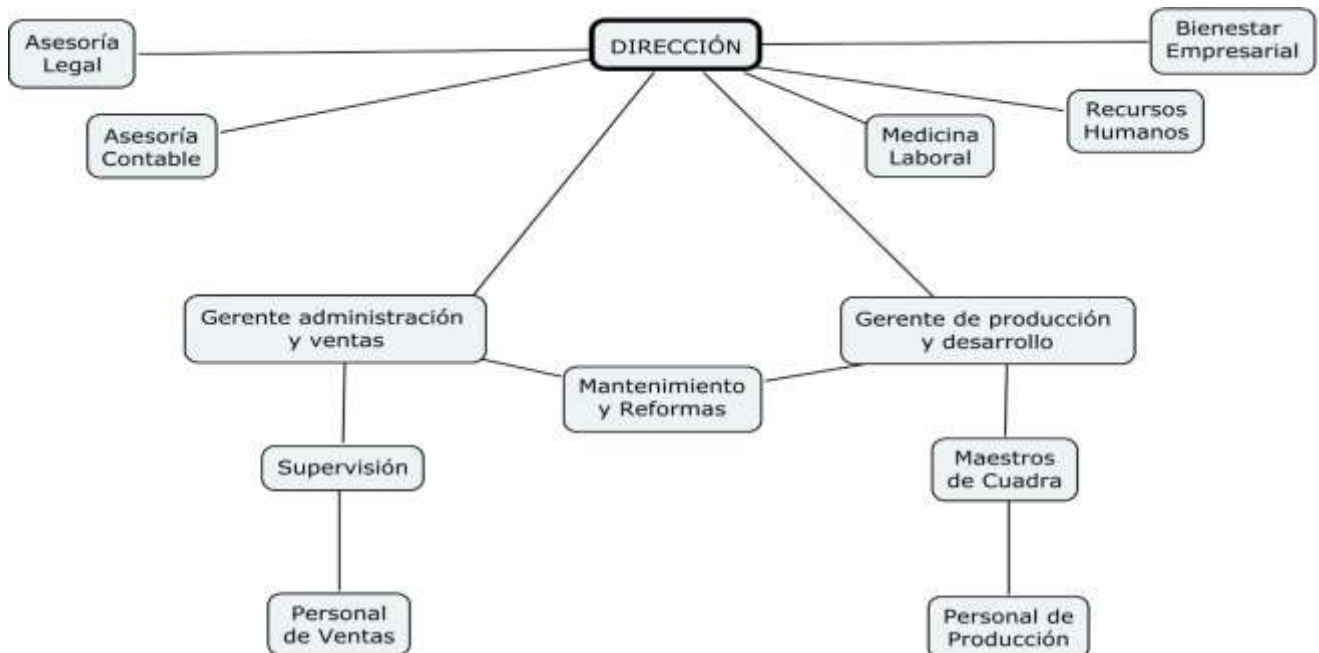 Asesoría
Legal
DIRECCIÓN
Bienestar
Empresarial
Asesoría
Contable
Medicina
Laboral
Recursos
Humanos
Gerente administración
y ventas
Gerente de producción
y desarrollo
Mantenimiento
y Reformas
Supervisión
Maestros
de Cuadra
Personal
de Ventas
Personal de
Producción